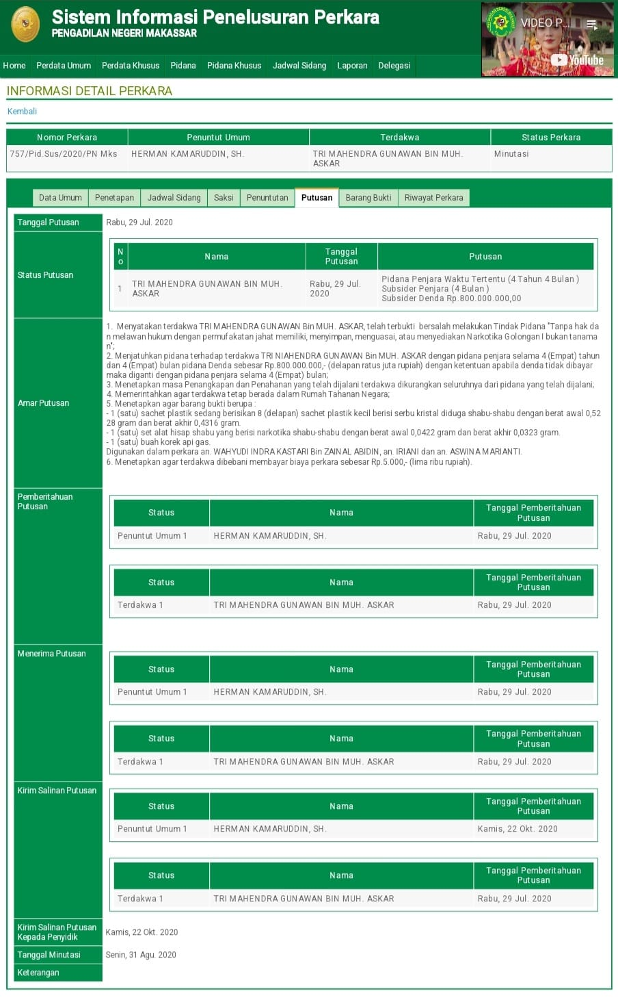 Sistem Informasi Penelusuran Perkara
PENGADILAN NEGERI MAKASSAR
VIDEO P...
YouTube
Home Perdata Umum Perdata Khusus Pidana Pidana Khusus Jadwal Sidang Laporan Delegasi
INFORMASI DETAIL PERKARA
Kembali
Nomor Perkara Penuntut Umum Terdakwa Status Perkara
757/Pid.Sus/2020/PN Mks HERMAN KAMARUDDIN, SH. TRI MAHENDRA GUNAWAN BIN MUH. Minutasi
ASKAR
Data Umum Penetapan Jadwal Sidang Saksi Penuntutan Putusan Barang Bukti Riwayat Perkara
Tanggal Putusan Rabu, 29 Jul. 2020
Status Putusan
N
o Nama Tanggal
Putusan Putusan
1 TRI MAHENDRA GUNAWAN BIN MUH.
ASKAR
Rabu, 29 Jul.
2020
Pidana Penjara Waktu Tertentu (4 Tahun 4 Bulan )
Subsider Penjara (4 Bulan )
Subsider Denda Rp.800.000.000,00
Amar Putusan
1. Menyatakan terdakwa TRI MAHENDRA GUNAWAN Bin MUH. ASKAR, telah terbukti bersalah melakukan Tindak Pidana "Tanpa hak da
n melawan hukum dengan permufakatan jahat memiliki, menyimpan, menguasai, atau menyediakan Narkotika Golongan I bukan tanama
n";
2. Menjatuhkan pidana terhadap terdakwa TRI NIAHENDRA GUNAWAN Bin MUH. ASKAR dengan pidana penjara selama 4 (Empat) tahun
dan 4 (Empat) bulan pidana Denda sebesar Rp.800.000.000,- (delapan ratus juta rupiah) dengan ketentuan apabila denda tidak dibayar
maka diganti dengan pidana penjara selama 4 (Empat) bulan;
3. Menetapkan masa Penangkapan dan Penahanan yang telah dijalani terdakwa dikurangkan seluruhnya dari pidana yang telah dijalani;
4. Memerintahkan agar terdakwa tetap berada dalam Rumah Tahanan Negara;
5. Menetapkan agar barang bukti berupa :
- 1 (satu) sachet plastik sedang berisikan 8 (delapan) sachet plastik kecil berisi serbu kristal diduga shabu-shabu dengan berat awal 0,52
28 gram dan berat akhir 0,4316 gram.
- 1 (satu) set alat hisap shabu yang berisi narkotika shabu-shabu dengan berat awal 0,0422 gram dan berat akhir 0,0323 gram.
- 1 (satu) buah korek api gas.
Digunakan dalam perkara an. WAHYUDI INDRA KASTARI Bin ZAINAL ABIDIN, an. IRIANI dan an. ASWINA MARIANTI.
6. Menetapkan agar terdakwa dibebani membayar biaya perkara sebesar Rp.5.000,- (lima ribu rupiah).
Pemberitahuan
Putusan
Status Nama Tanggal Pemberitahuan
Putusan
Penuntut Umum 1 HERMAN KAMARUDDIN, SH. Rabu, 29 Jul. 2020
Status Nama Tanggal Pemberitahuan
Putusan
Terdakwa 1 TRI MAHENDRA GUNAWAN BIN MUH. ASKAR Rabu, 29 Jul. 2020
Menerima Putusan
Status Nama Tanggal Pemberitahuan
Putusan
Penuntut Umum 1 HERMAN KAMARUDDIN, SH. Rabu, 29 Jul. 2020
Status Nama Tanggal Pemberitahuan
Putusan
Terdakwa 1 TRI MAHENDRA GUNAWAN BIN MUH. ASKAR Rabu, 29 Jul. 2020
Kirim Salinan Putusan
Status Nama Tanggal Pemberitahuan
Putusan
Penuntut Umum 1 HERMAN KAMARUDDIN, SH. Kamis, 22 Okt. 2020
Status Nama Tanggal Pemberitahuan
Putusan
Terdakwa 1 TRI MAHENDRA GUNAWAN BIN MUH. ASKAR Rabu, 29 Jul. 2020
Kirim Salinan Putusan
Kepada Penyidik Kamis, 22 Okt. 2020
Tanggal Minutasi Senin, 31 Agu. 2020
Keterangan